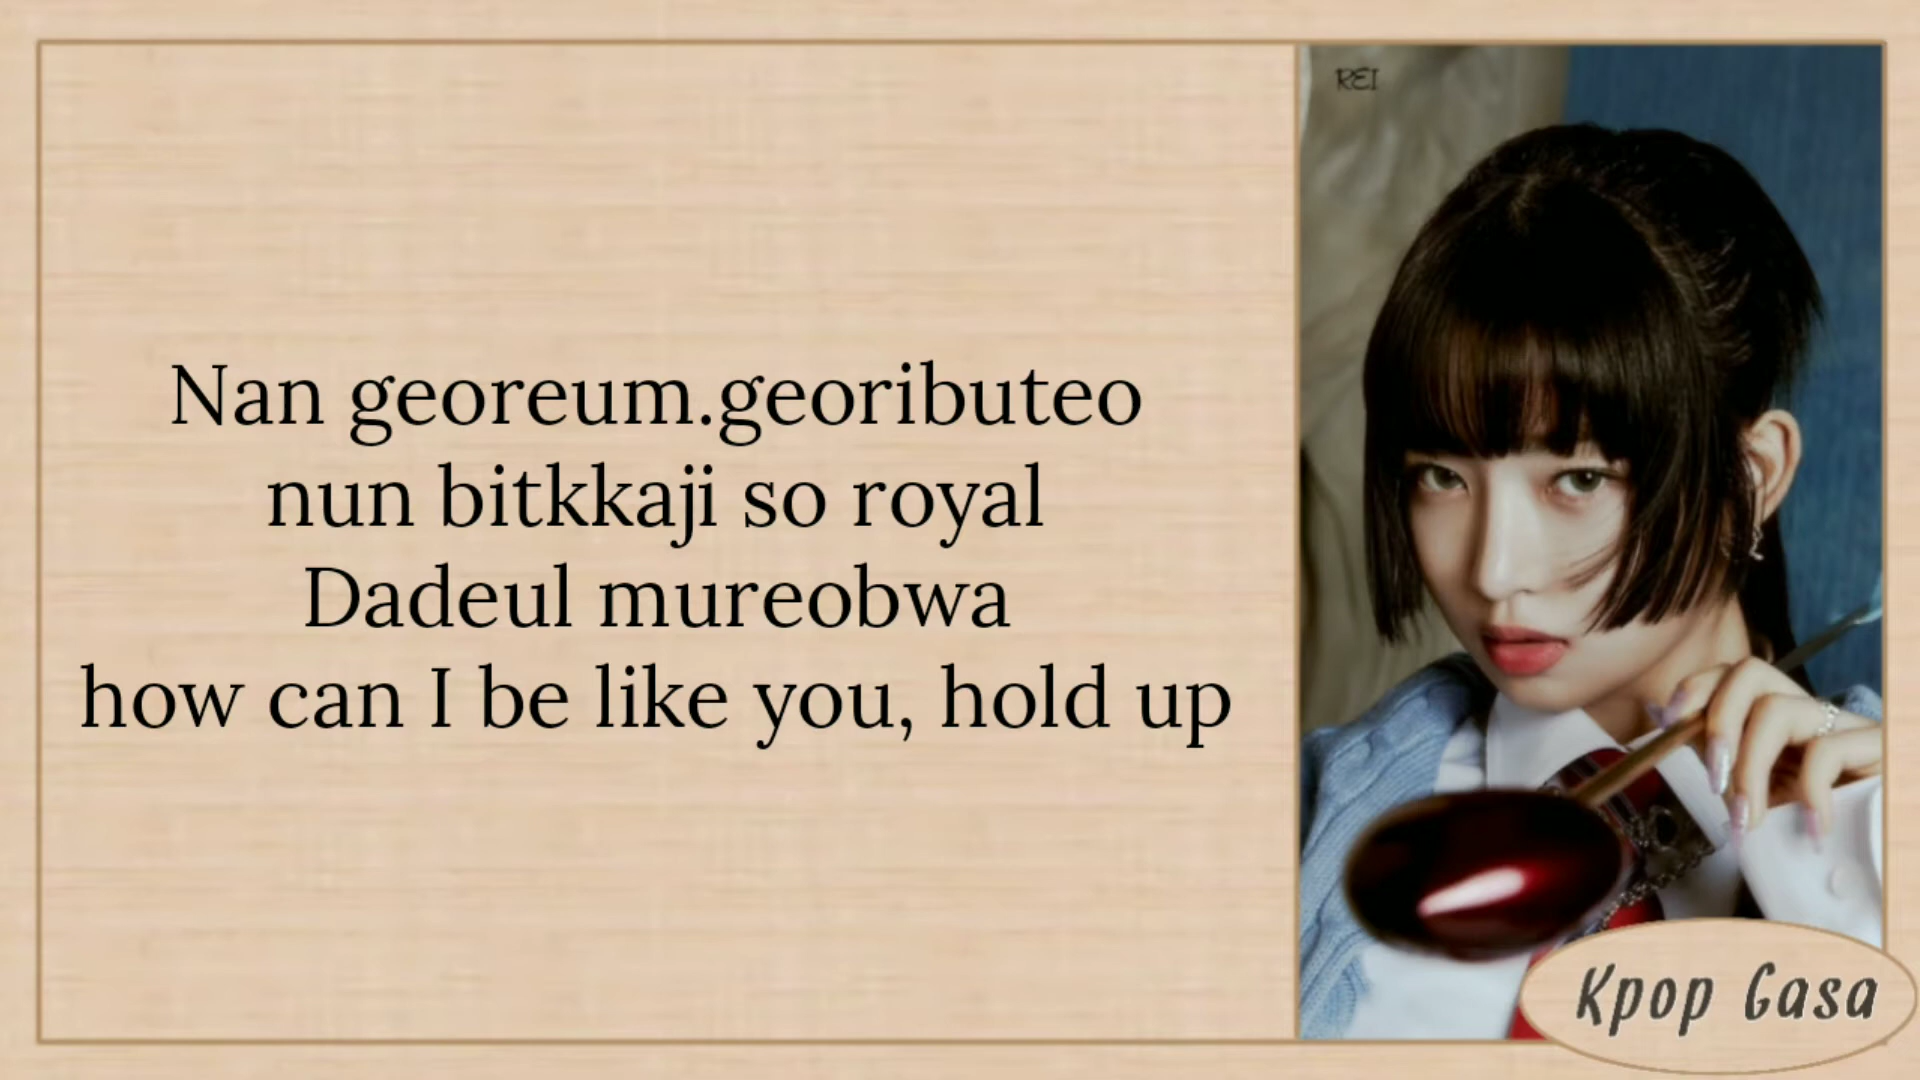 REI
Nan georeum.geoributeo
nun bitkkaji so royal
Dadeul mureobwa
how can I be like you, hold up
Kpop Gasa